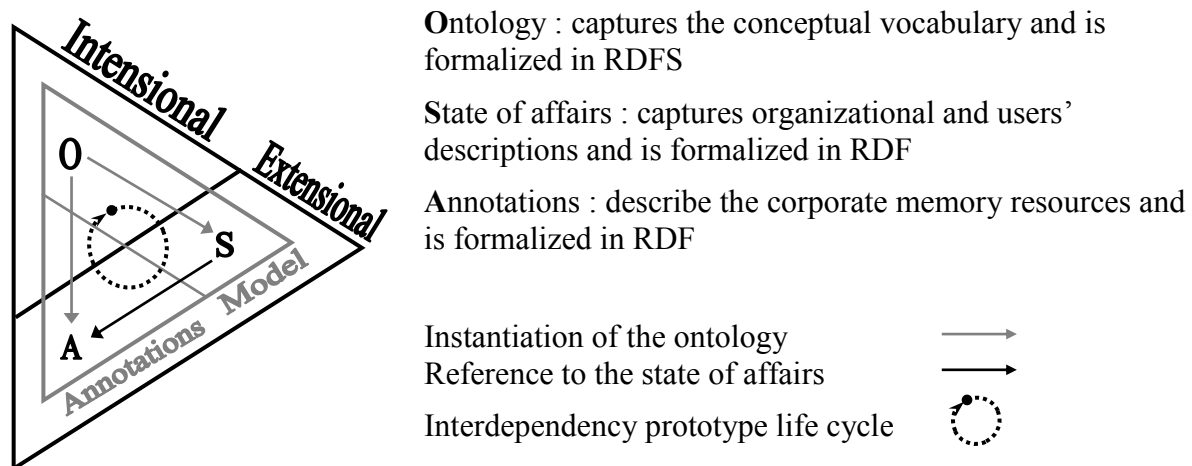 Intensional
Extensional
O
S
A
Annotations Model
Ontology : captures the conceptual vocabulary and is
formalized in RDFS
State of affairs : captures organizational and users’
descriptions and is formalized in RDF
Annotations : describe the corporate memory resources and
is formalized in RDF
Instantiation of the ontology
Reference to the state of affairs
Interdependency prototype life cycle